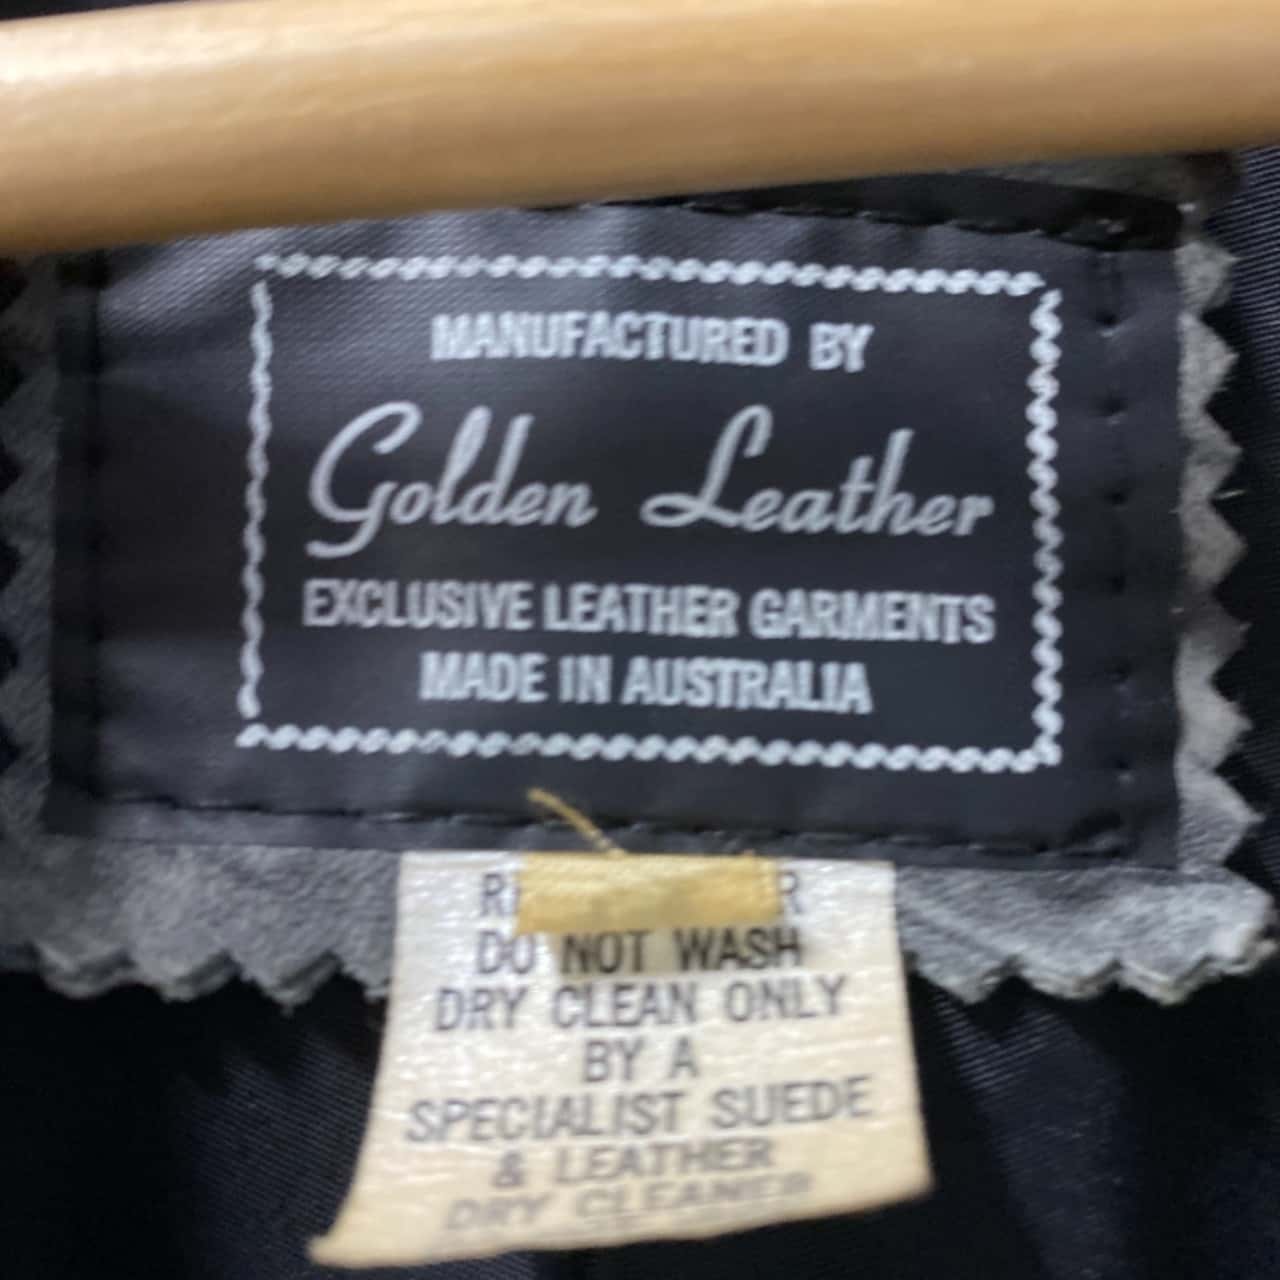 MANUFACTURED BY
Golden Leather
EXCLUSIVE LEATHER GARMENTS
MADE IN AUSTRALIA
DO NOT WASH
DRY CLEAN ONLY
BY A
SPECIALIST SUEDE
& LEATHER
DRY CLEANER